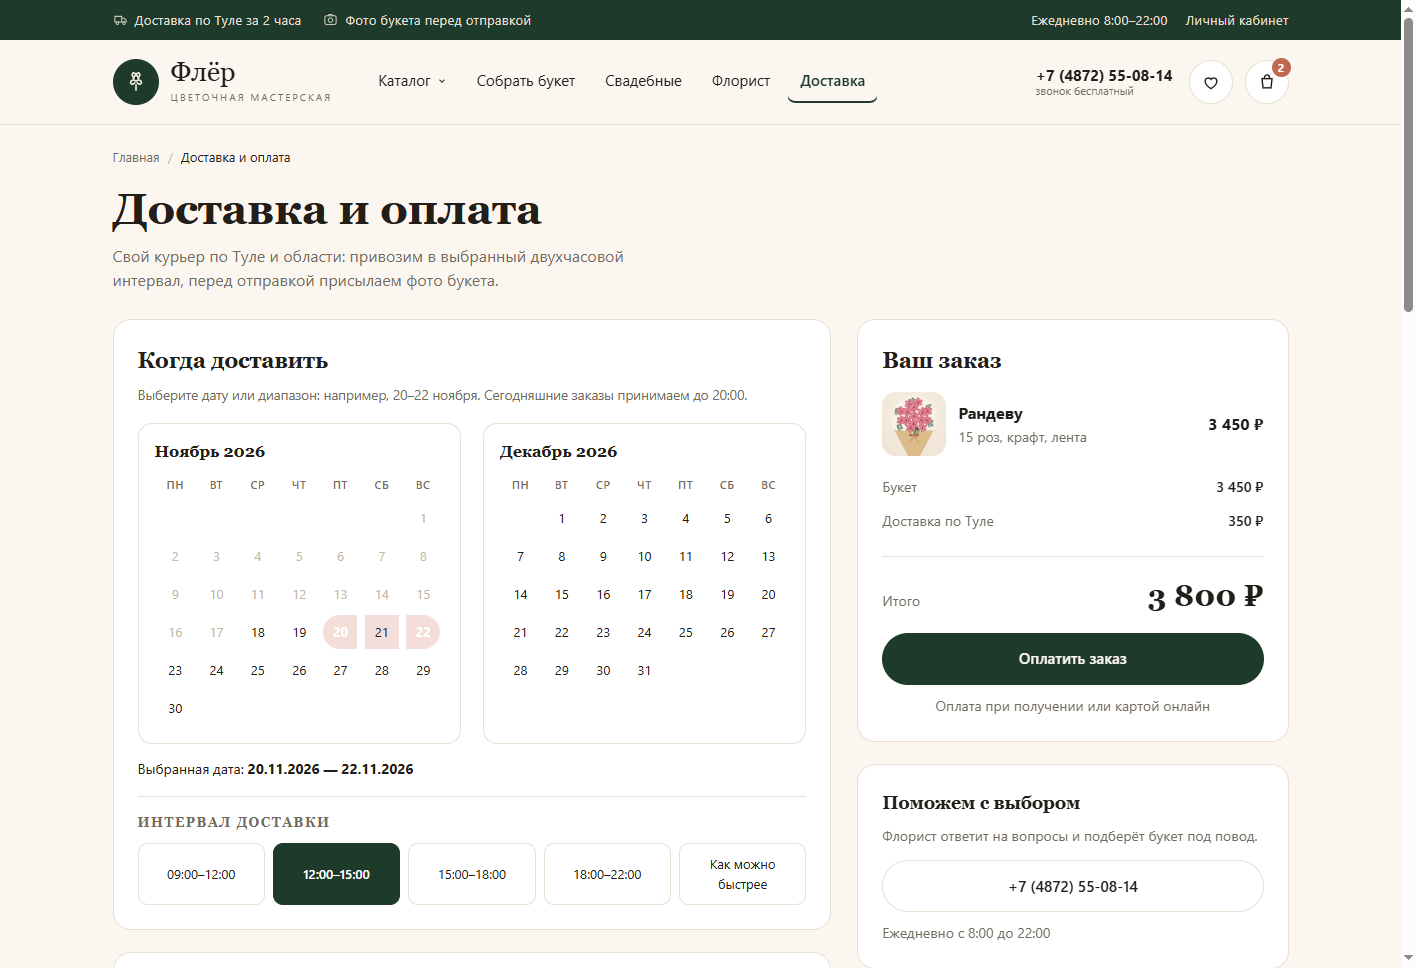 Доставка по Туле за 2 часа
Фото букета перед отправкой
Ежедневно 8:00–22:00
Личный кабинет
Флёр
ЦВЕТОЧНАЯ МАСТЕРСКАЯ
Каталог
Собрать букет
Свадебные
Флорист
Доставка
+7 (4872) 55-08-14
звонок бесплатный
2
Главная / Доставка и оплата
Доставка и оплата
Свой курьер по Туле и области: привозим в выбранный двухчасовой
интервал, перед отправкой присылаем фото букета.
Когда доставить
Выберите дату или диапазон: например, 20–22 ноября. Сегодняшние заказы принимаем до 20:00.
Ноябрь 2026
ПН ВТ СР ЧТ ПТ СБ ВС
1
2 3 4 5 6 7 8
9 10 11 12 13 14 15
16 17 18 19 20 21 22
23 24 25 26 27 28 29
30
Декабрь 2026
ПН ВТ СР ЧТ ПТ СБ ВС
1 2 3 4 5 6
7 8 9 10 11 12 13
14 15 16 17 18 19 20
21 22 23 24 25 26 27
28 29 30 31
Выбранная дата: 20.11.2026 — 22.11.2026
ИНТЕРВАЛ ДОСТАВКИ
09:00–12:00
12:00–15:00
15:00–18:00
18:00–22:00
Как можно
быстрее
Ваш заказ
Рандеву
15 роз, крафт, лента
3 450 ₽
Букет 3 450 ₽
Доставка по Туле 350 ₽
Итого 3 800 ₽
Оплатить заказ
Оплата при получении или картой онлайн
Поможем с выбором
Флорист ответит на вопросы и подберёт букет под повод.
+7 (4872) 55-08-14
Ежедневно с 8:00 до 22:00